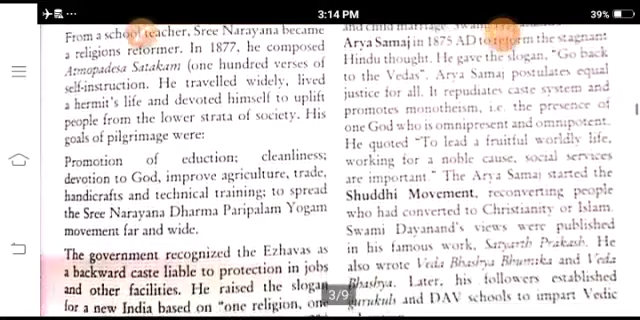 3:14 PM
39%
From a school teacher, Sree Narayana became
a religions retormer. In 1877, he composed
Atmopadesa Satakam (one hundred verses of
self-instruction. He travelled widely, lived
a hermit's life and devoted himself to uplift
people from the lower strata of society. His
goals of pilgrimage were:
Promotion of eduction; cleanliness;
devotion to God, improve agriculture, trade,
handicrafts and technical training; to spread
the Sree Narayana Dharma Paripalam Yogam
movement far and wide.
The government recognized the Ezhavas as
a backward caste liable to protection in jobs
and other facilities. He raised the slogan
for a new India based on "one religion, one
and child marriage. Swami
Arya Samaj in 1875 AD to reform the stagnant
Hindu thought. He gave the slogan, "Go back
to the Vedas". Arya Samaj postulates equal
justice for all. It repudiates caste system and
promotes monotheism, i.e. the presence of
one God who is omnipresent and omnipotent.
He quoted "To lead a fruitful worldly life,
working for a noble cause, social services
are important." The Arya Samaj started the
Shuddhi Movement, reconverting people
who had converted to Christianity or Islam.
Swami Dayanand's views were published
in his famous work, Satyarth Prakash. He
also wrote Veda Bhashya Bhumika and Veda
Bhashya. Later, his followers established
gurukuls and DAV schools to impart Vedic
3/9